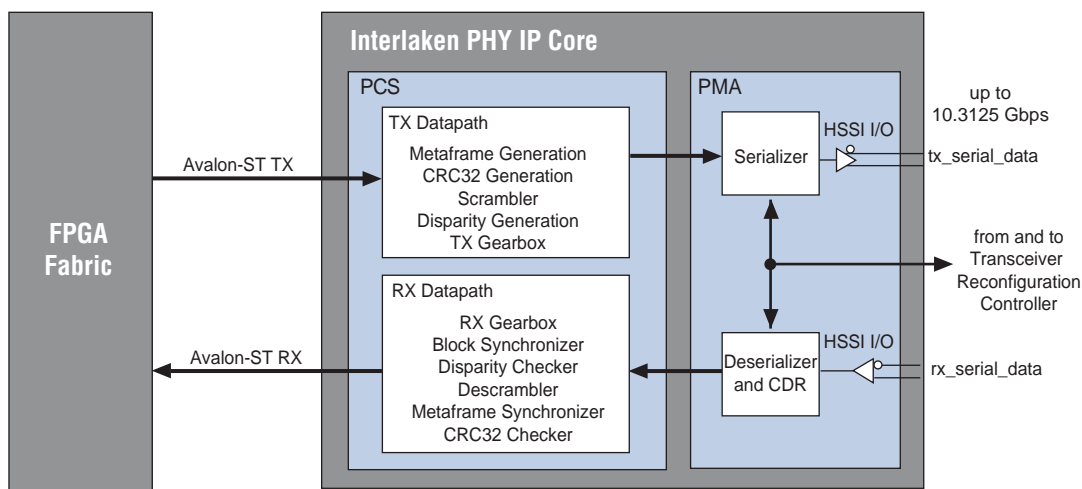 Interlaken PHY IP Core
PCS
PMA
up to
10.3125 Gbps
TX Datapath
Metaframe Generation
CRC32 Generation
Scrambler
Disparity Generation
TX Gearbox
Serializer
HSSI I/O
tx_serial_data
Avalon-ST TX
FPGA
Fabric
from and to
Transceiver
Reconfiguration
Controller
RX Datapath
RX Gearbox
Block Synchronizer
Disparity Checker
Descrambler
Metaframe Synchronizer
CRC32 Checker
Deserializer
and CDR
HSSI I/O
rx_serial_data
Avalon-ST RX